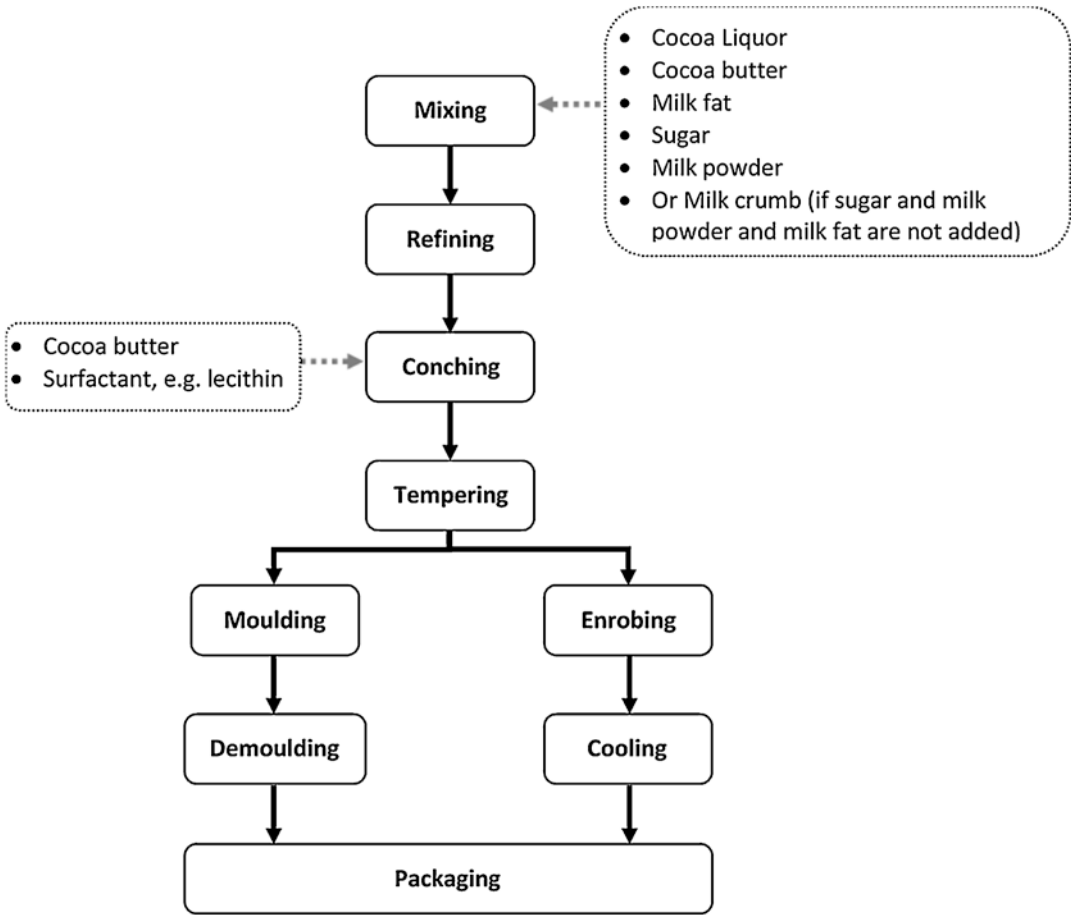 • Cocoa Liquor
• Cocoa butter
• Milk fat
• Sugar
• Milk powder
• Or Milk crumb (if sugar and milk
powder and milk fat are not added)
Mixing
Refining
• Cocoa butter
• Surfactant, e.g. lecithin
Conching
Tempering
Moulding
Enrobing
Demoulding
Cooling
Packaging